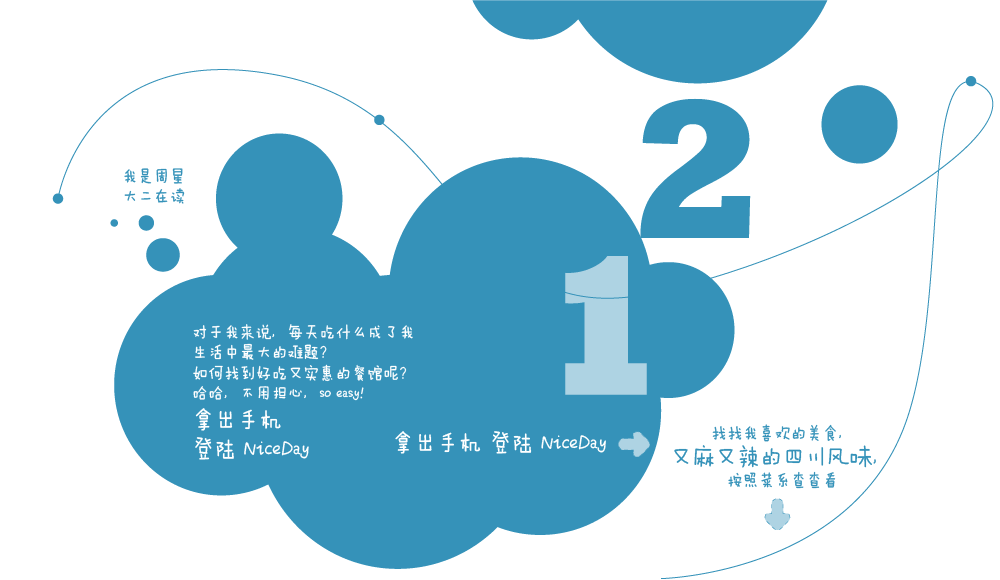 我是周星
大二在读
对于我来说, 每天吃什么成了我
生活中最大的难题?
如何找到好吃又实惠的餐馆呢?
哈哈, 不用担心, so easy!
拿出手机
登陆 NiceDay
1
拿出手机 登陆 NiceDay
2
找找我喜欢的美食,
又麻又辣的四川风味,
按照菜系查查看